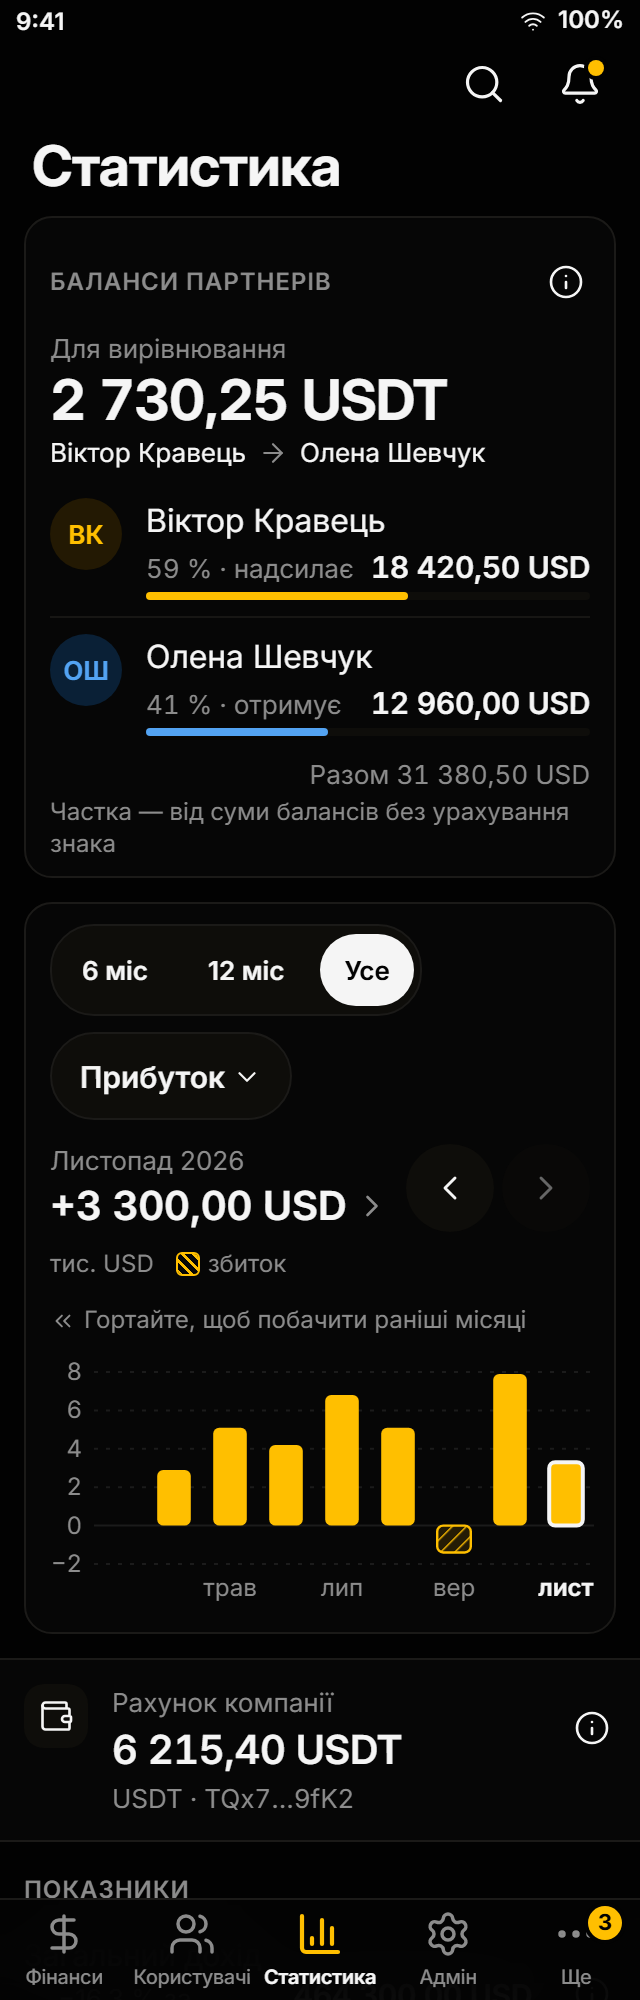 9:41
100%
Статистика
БАЛАНСИ ПАРТНЕРІВ
Для вирівнювання
2 730,25 USDT
Віктор Кравець → Олена Шевчук
ВК
Віктор Кравець
59 % · надсилає 18 420,50 USD
ОШ
Олена Шевчук
41 % · отримує 12 960,00 USD
Разом 31 380,50 USD
Частка — від суми балансів без урахування
знака
6 міс 12 міс Усе
Прибуток
Листопад 2026
+3 300,00 USD
тис. USD збиток
« Гортайте, щоб побачити раніші місяці
8
6
4
2
0
−2
трав лип вер лист
Рахунок компанії
6 215,40 USDT
USDT · TQx7…9fK2
ПОКАЗНИКИ
3
Фінанси Користувачі Статистика Адмін Ще